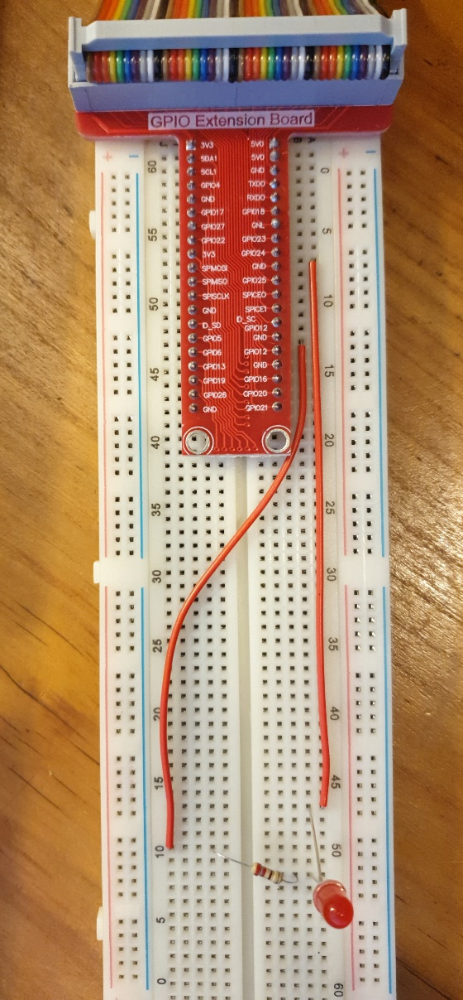 GPIO Extension Board
3V3 5V0
SDA1 5V0
SCL1 GND
GPIO4 TXD0
GND RXD0
GPIO17 GPIO18
GPIO27 GNL
GPIO22 GPIO23
3V3 GPIO24
SPIMOSI GND
SPIMISO GPIO25
SPISCLK SPICE0
GND SPICE1
ID_SD ID_SC
GPIO12
GPIO5 GND
GPIO6 GPIO12
GPIO13 GND
GPIO19 GPIO16
GPIO26 GPIO20
GND GPIO21
J B A
+ - + -
60 0
55 5
50 10
45 15
40 20
35 25
30 30
25 35
20 40
15 45
10 50
5
0 60